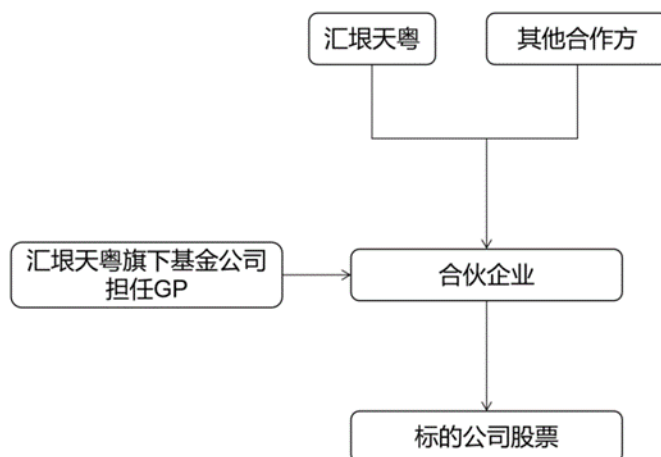 汇垠天粤
其他合作方
汇垠天粤旗下基金公司
担任GP
合伙企业
标的公司股票